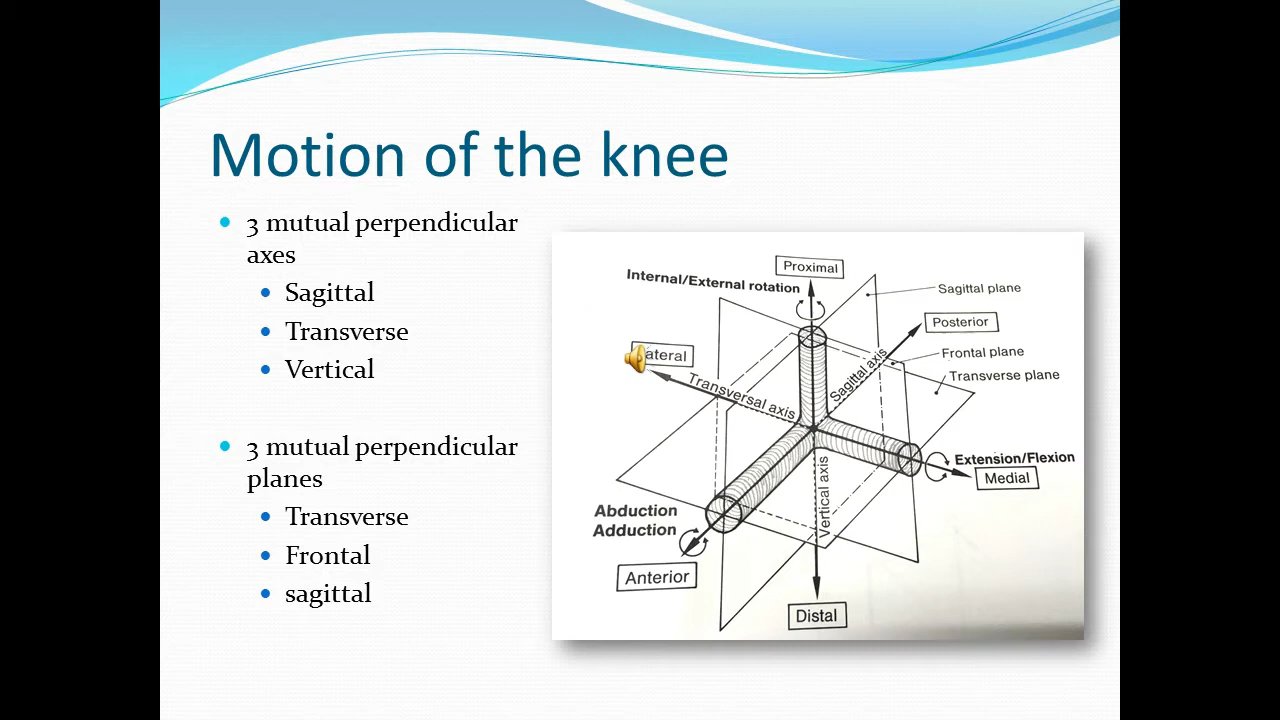 Motion of the knee
3 mutual perpendicular
axes
Sagittal
Transverse
Vertical
3 mutual perpendicular
planes
Transverse
Frontal
sagittal
Proximal
Internal/External rotation
Sagittal plane
Posterior
Frontal plane
Transverse plane
ateral
Transversal axis
Sagittal axis
Extension/Flexion
Medial
Vertical axis
Abduction
Adduction
Anterior
Distal